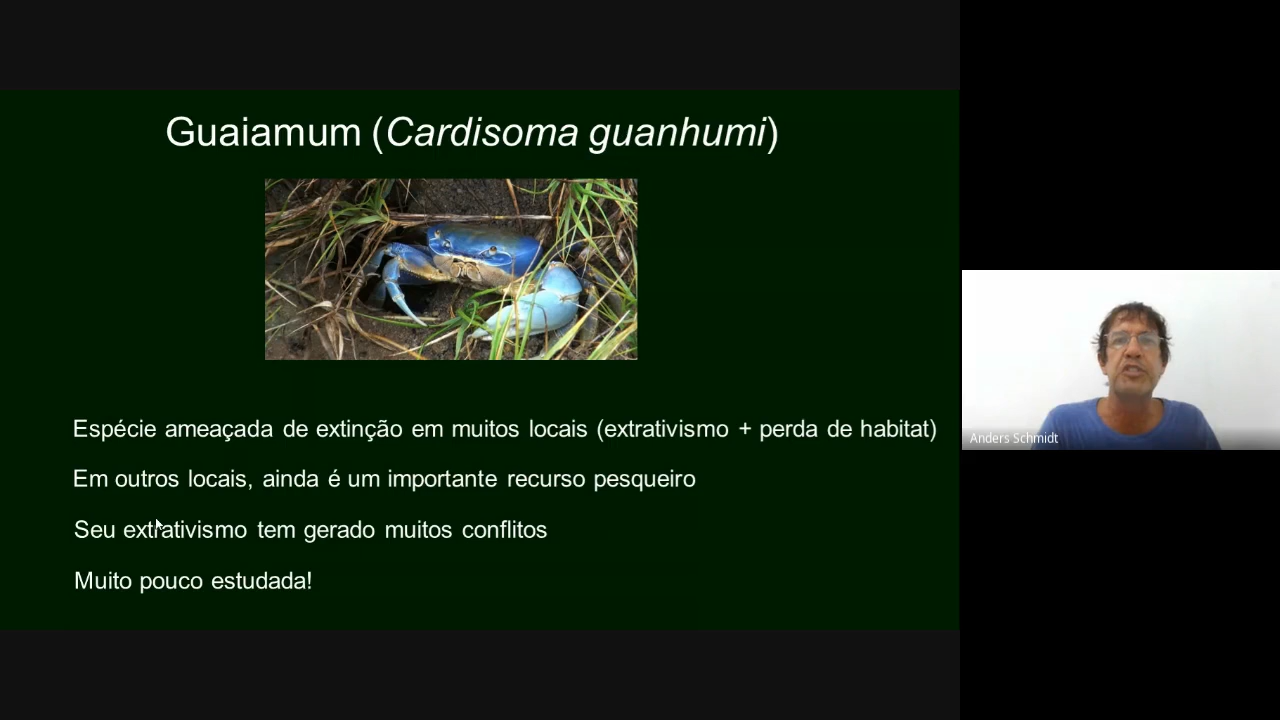 Guaiamum (Cardisoma guanhumi)
Espécie ameaçada de extinção em muitos locais (extrativismo + perda de habitat)
Em outros locais, ainda é um importante recurso pesqueiro
Seu extrativismo tem gerado muitos conflitos
Muito pouco estudada!
Anders Schmidt